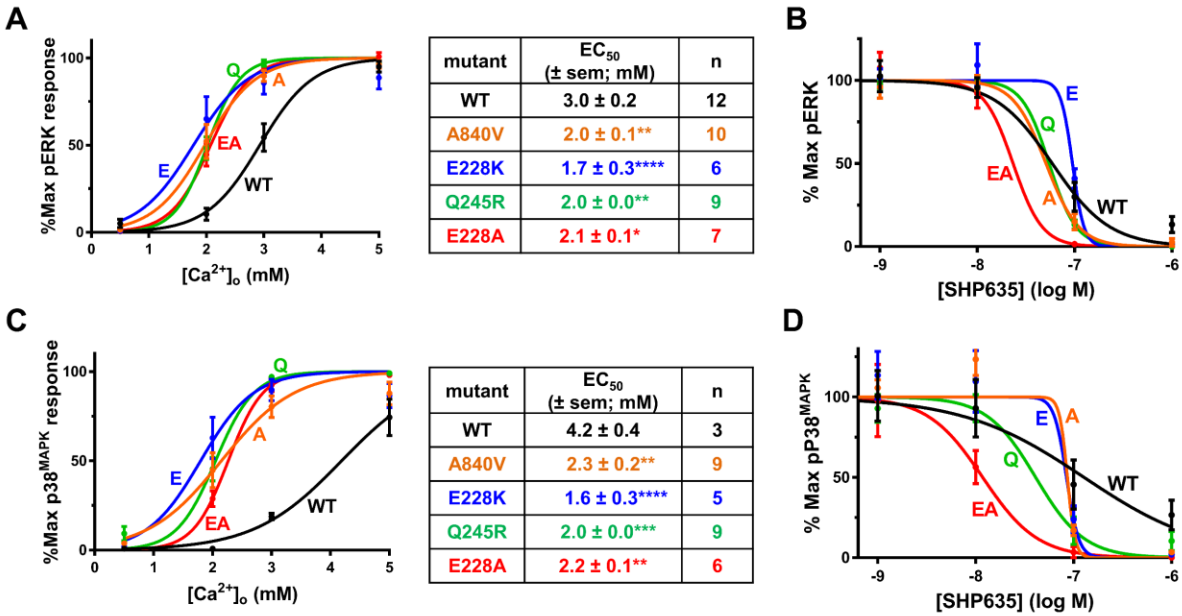 A
%Max pERK response
100
50
0
Q
A
E
EA
WT
0 1 2 3 4 5
[Ca²⁺]ₒ (mM)
mutant EC₅₀ (± sem; mM) n
WT 3.0 ± 0.2 12
A840V 2.0 ± 0.1** 10
E228K 1.7 ± 0.3**** 6
Q245R 2.0 ± 0.0** 9
E228A 2.1 ± 0.1* 7
B
% Max pERK
100
50
0
E
Q
EA
A
WT
-9 -8 -7 -6
[SHP635] (log M)
C
%Max p38ᴹᴬᴾᴷ response
100
50
0
Q
E
A
EA
WT
0 1 2 3 4 5
[Ca²⁺]ₒ (mM)
mutant EC₅₀ (± sem; mM) n
WT 4.2 ± 0.4 3
A840V 2.3 ± 0.2** 9
E228K 1.6 ± 0.3**** 5
Q245R 2.0 ± 0.0*** 9
E228A 2.2 ± 0.1** 6
D
% Max pP38ᴹᴬᴾᴷ
100
50
0
E
A
Q
WT
EA
-9 -8 -7 -6
[SHP635] (log M)